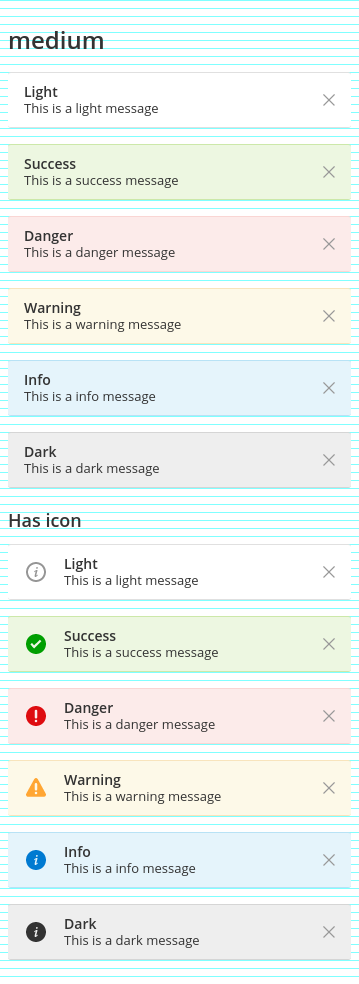 medium
Light
This is a light message
Success
This is a success message
Danger
This is a danger message
Warning
This is a warning message
Info
This is a info message
Dark
This is a dark message
Has icon
Light
This is a light message
Success
This is a success message
Danger
This is a danger message
Warning
This is a warning message
Info
This is a info message
Dark
This is a dark message